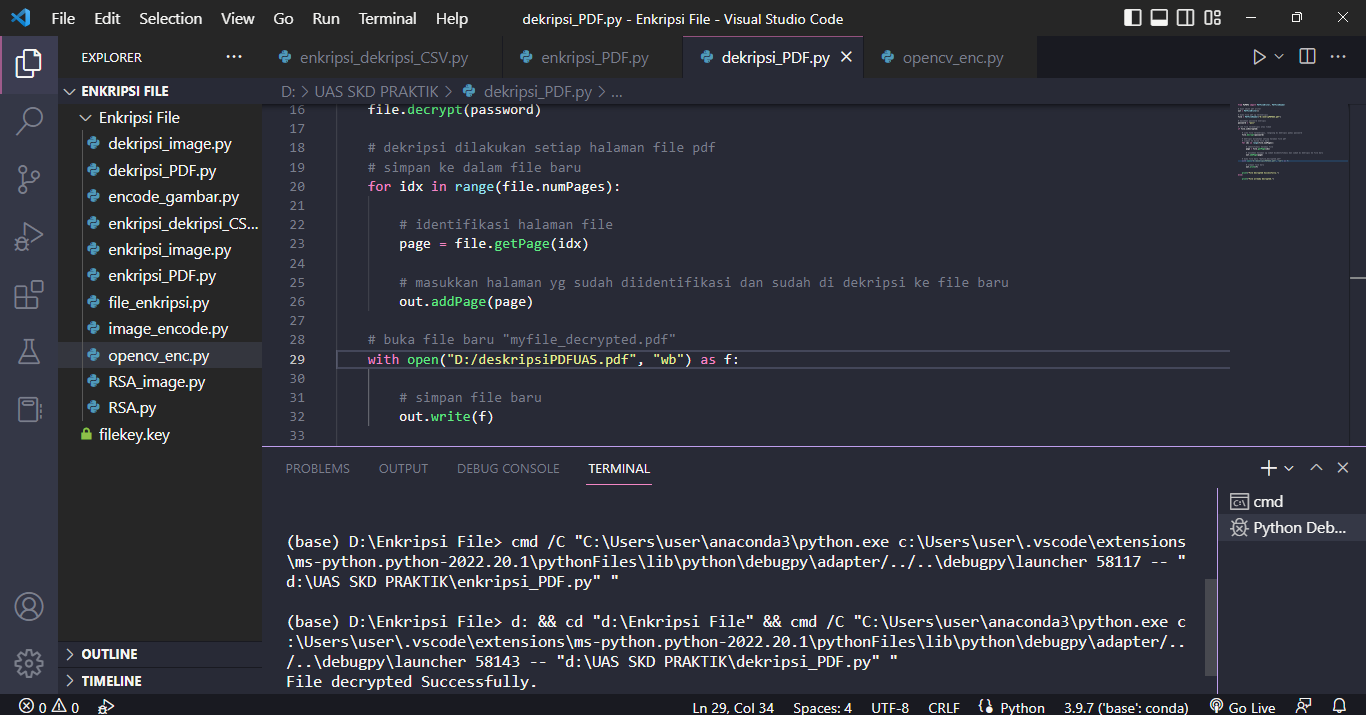 File Edit Selection View Go Run Terminal Help dekripsi_PDF.py - Enkripsi File - Visual Studio Code
EXPLORER ...
ENKRIPSI FILE
Enkripsi File
dekripsi_image.py
dekripsi_PDF.py
encode_gambar.py
enkripsi_dekripsi_CS...
enkripsi_image.py
enkripsi_PDF.py
file_enkripsi.py
image_encode.py
opencv_enc.py
RSA_image.py
RSA.py
filekey.key
OUTLINE
TIMELINE
enkripsi_dekripsi_CSV.py enkripsi_PDF.py dekripsi_PDF.py opencv_enc.py
D: > UAS SKD PRAKTIK > dekripsi_PDF.py > ...
16 file.decrypt(password)
17
18 # dekripsi dilakukan setiap halaman file pdf
19 # simpan ke dalam file baru
20 for idx in range(file.numPages):
21
22 # identifikasi halaman file
23 page = file.getPage(idx)
24
25 # masukkan halaman yg sudah diidentifikasi dan sudah di dekripsi ke file baru
26 out.addPage(page)
27
28 # buka file baru "myfile_decrypted.pdf"
29 with open("D:/deskripsiPDFUAS.pdf", "wb") as f:
30
31 # simpan file baru
32 out.write(f)
33
PROBLEMS OUTPUT DEBUG CONSOLE TERMINAL
cmd
Python Deb...
(base) D:\Enkripsi File> cmd /C "C:\Users\user\anaconda3\python.exe c:\Users\user\.vscode\extensions
\ms-python.python-2022.20.1\pythonFiles\lib\python\debugpy\adapter/../..\debugpy\launcher 58117 -- "
d:\UAS SKD PRAKTIK\enkripsi_PDF.py" "
(base) D:\Enkripsi File> d: && cd "d:\Enkripsi File" && cmd /C "C:\Users\user\anaconda3\python.exe c
:\Users\user\.vscode\extensions\ms-python.python-2022.20.1\pythonFiles\lib\python\debugpy\adapter/..
/..\debugpy\launcher 58143 -- "d:\UAS SKD PRAKTIK\dekripsi_PDF.py" "
File decrypted Successfully.
0 0 Ln 29, Col 34 Spaces: 4 UTF-8 CRLF Python 3.9.7 ('base': conda) Go Live